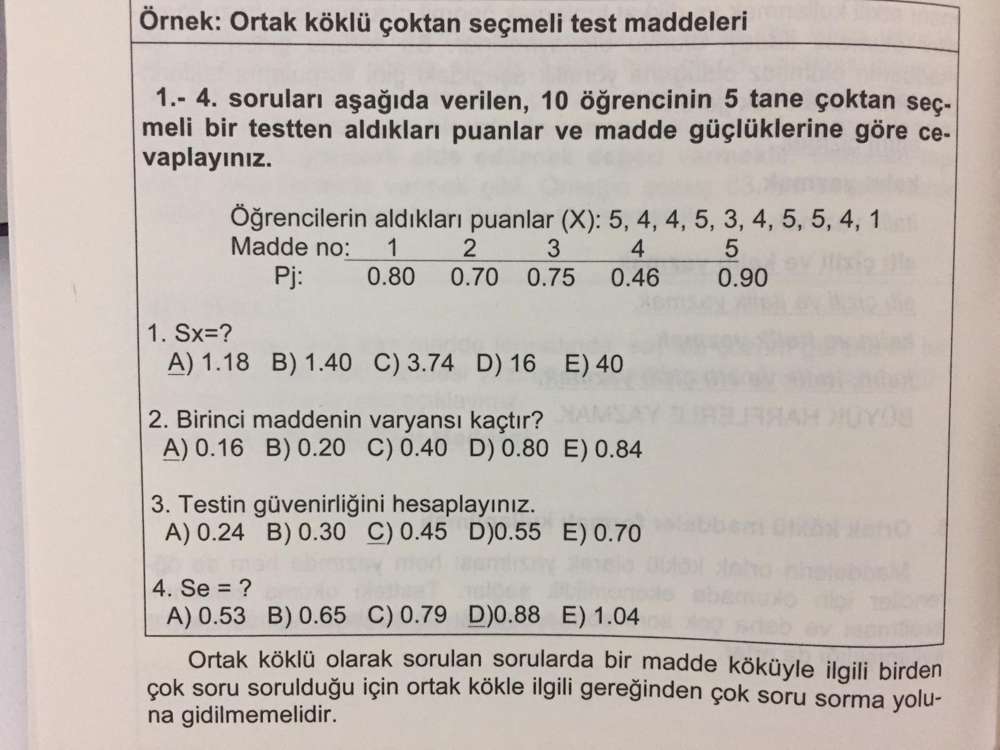 Örnek: Ortak köklü çoktan seçmeli test maddeleri
1.- 4. soruları aşağıda verilen, 10 öğrencinin 5 tane çoktan seç-
meli bir testten aldıkları puanlar ve madde güçlüklerine göre ce-
vaplayınız.
Öğrencilerin aldıkları puanlar (X): 5, 4, 4, 5, 3, 4, 5, 5, 4, 1
Madde no: 1 2 3 4 5
Pj: 0.80 0.70 0.75 0.46 0.90
1. Sx=?
A) 1.18 B) 1.40 C) 3.74 D) 16 E) 40
2. Birinci maddenin varyansı kaçtır?
A) 0.16 B) 0.20 C) 0.40 D) 0.80 E) 0.84
3. Testin güvenirliğini hesaplayınız.
A) 0.24 B) 0.30 C) 0.45 D)0.55 E) 0.70
4. Se = ?
A) 0.53 B) 0.65 C) 0.79 D)0.88 E) 1.04
Ortak köklü olarak sorulan sorularda bir madde köküyle ilgili birden
çok soru sorulduğu için ortak kökle ilgili gereğinden çok soru sorma yolu-
na gidilmemelidir.